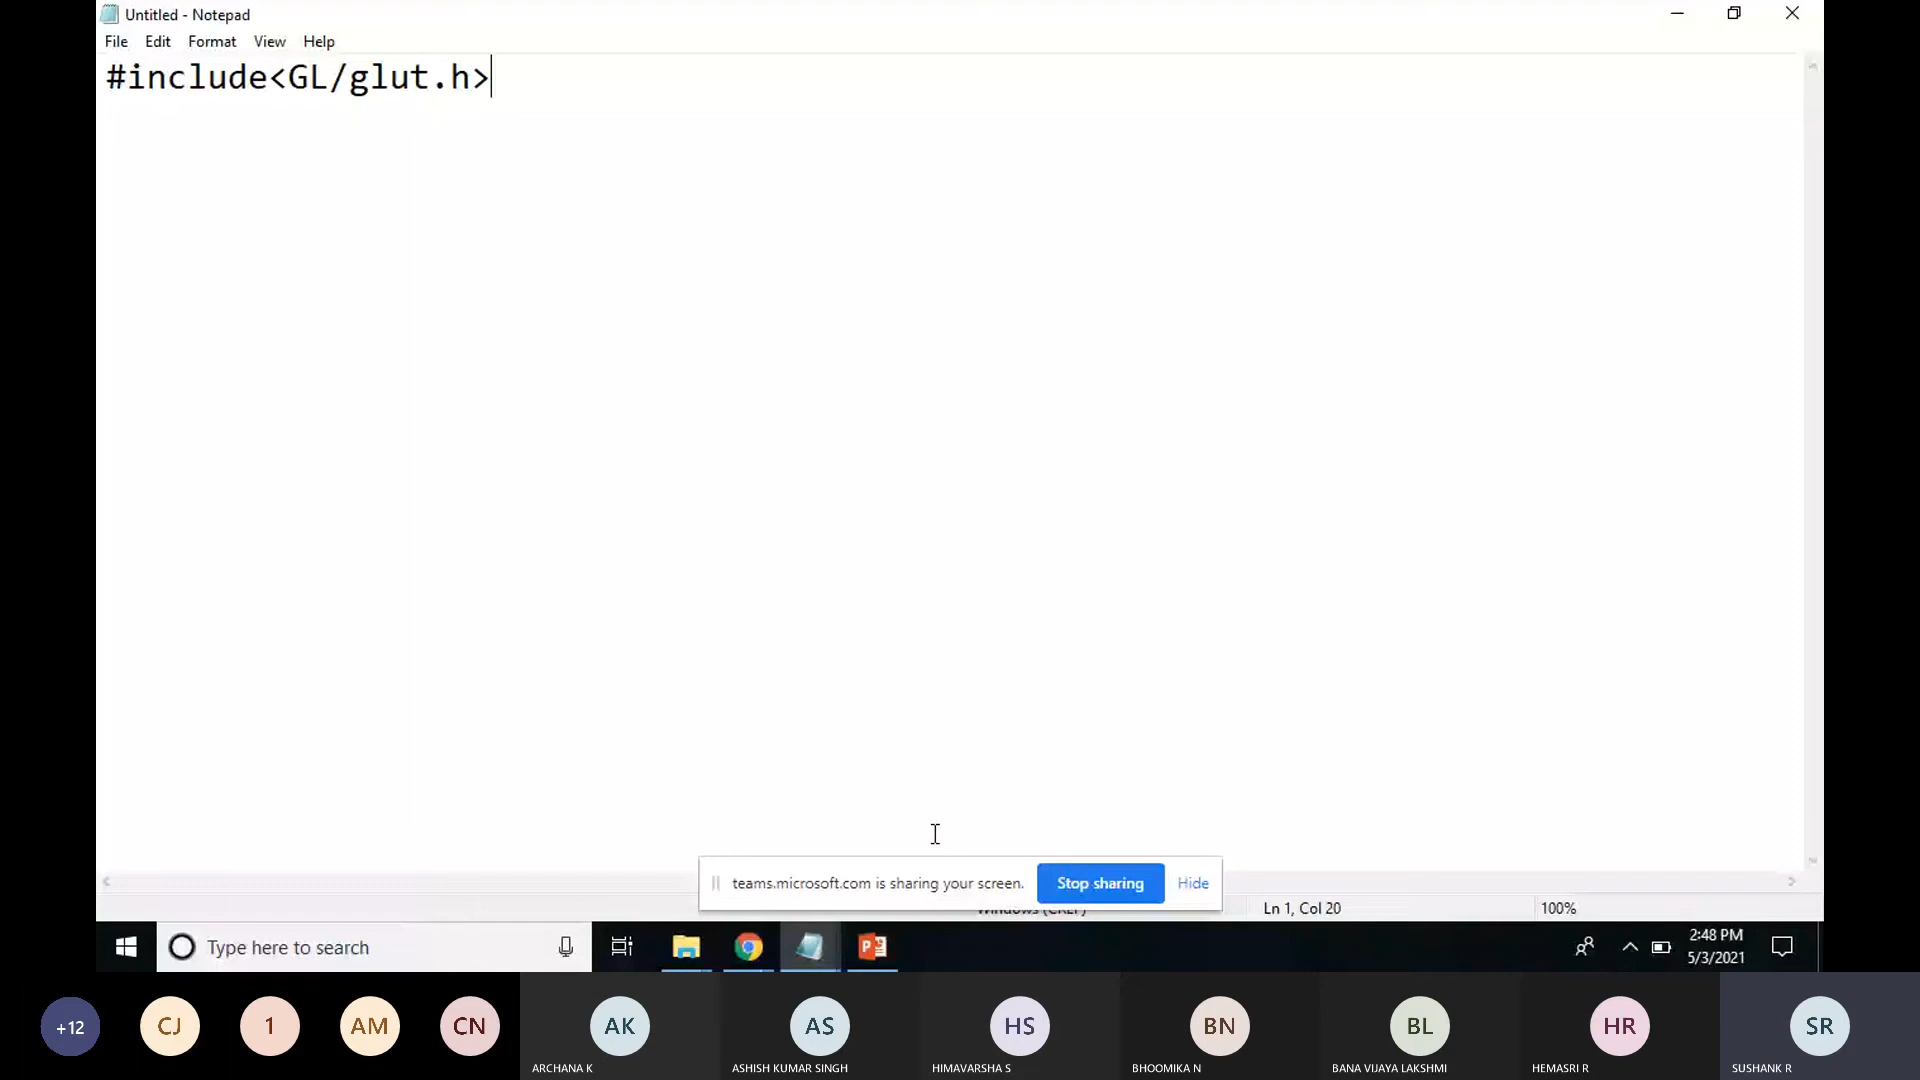 Untitled - Notepad
File Edit Format View Help
#include<GL/glut.h>
teams.microsoft.com is sharing your screen. Stop sharing Hide
Windows (CRLF) Ln 1, Col 20 100%
Type here to search
2:48 PM
5/3/2021
+12 CJ 1 AM CN AK AS HS BN BL HR SR
ARCHANA K ASHISH KUMAR SINGH HIMAVARSHA S BHOOMIKA N BANA VIJAYA LAKSHMI HEMASRI R SUSHANK R